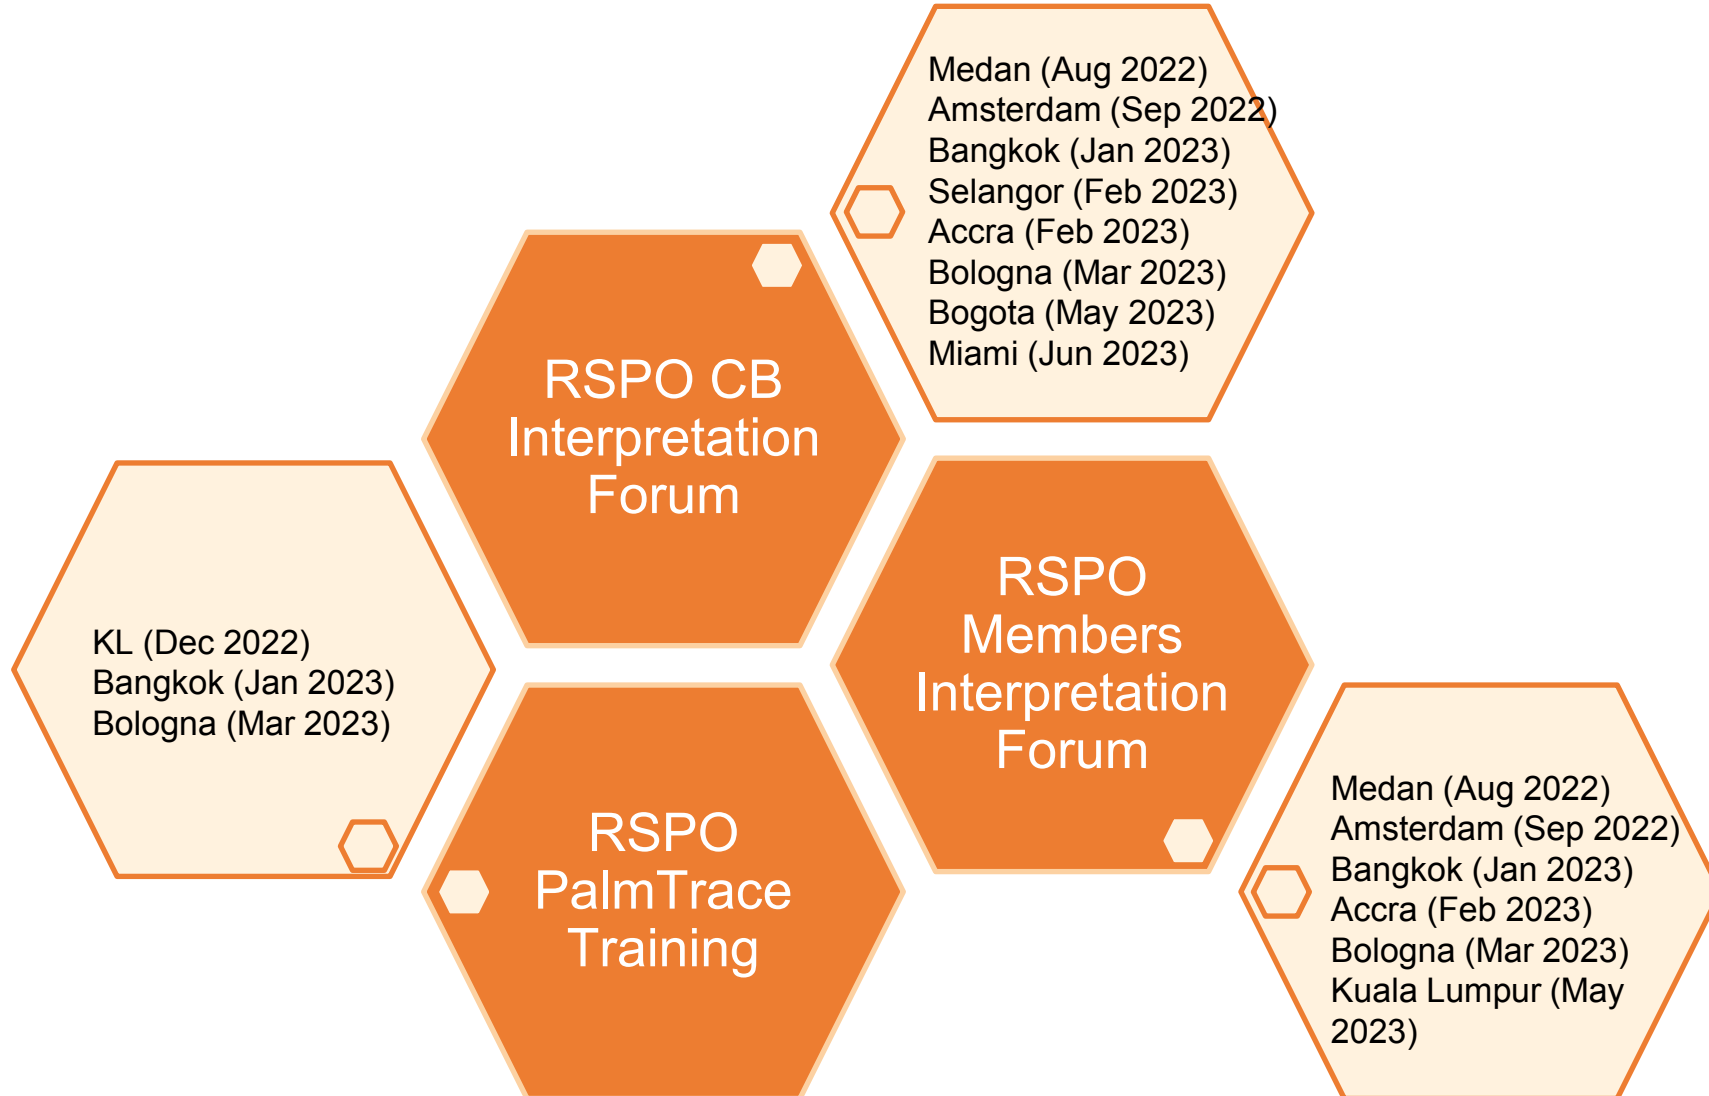 Medan (Aug 2022)
Amsterdam (Sep 2022)
Bangkok (Jan 2023)
Selangor (Feb 2023)
Accra (Feb 2023)
Bologna (Mar 2023)
Bogota (May 2023)
Miami (Jun 2023)
RSPO CB
Interpretation
Forum
RSPO
Members
Interpretation
Forum
KL (Dec 2022)
Bangkok (Jan 2023)
Bologna (Mar 2023)
RSPO
PalmTrace
Training
Medan (Aug 2022)
Amsterdam (Sep 2022)
Bangkok (Jan 2023)
Accra (Feb 2023)
Bologna (Mar 2023)
Kuala Lumpur (May
2023)